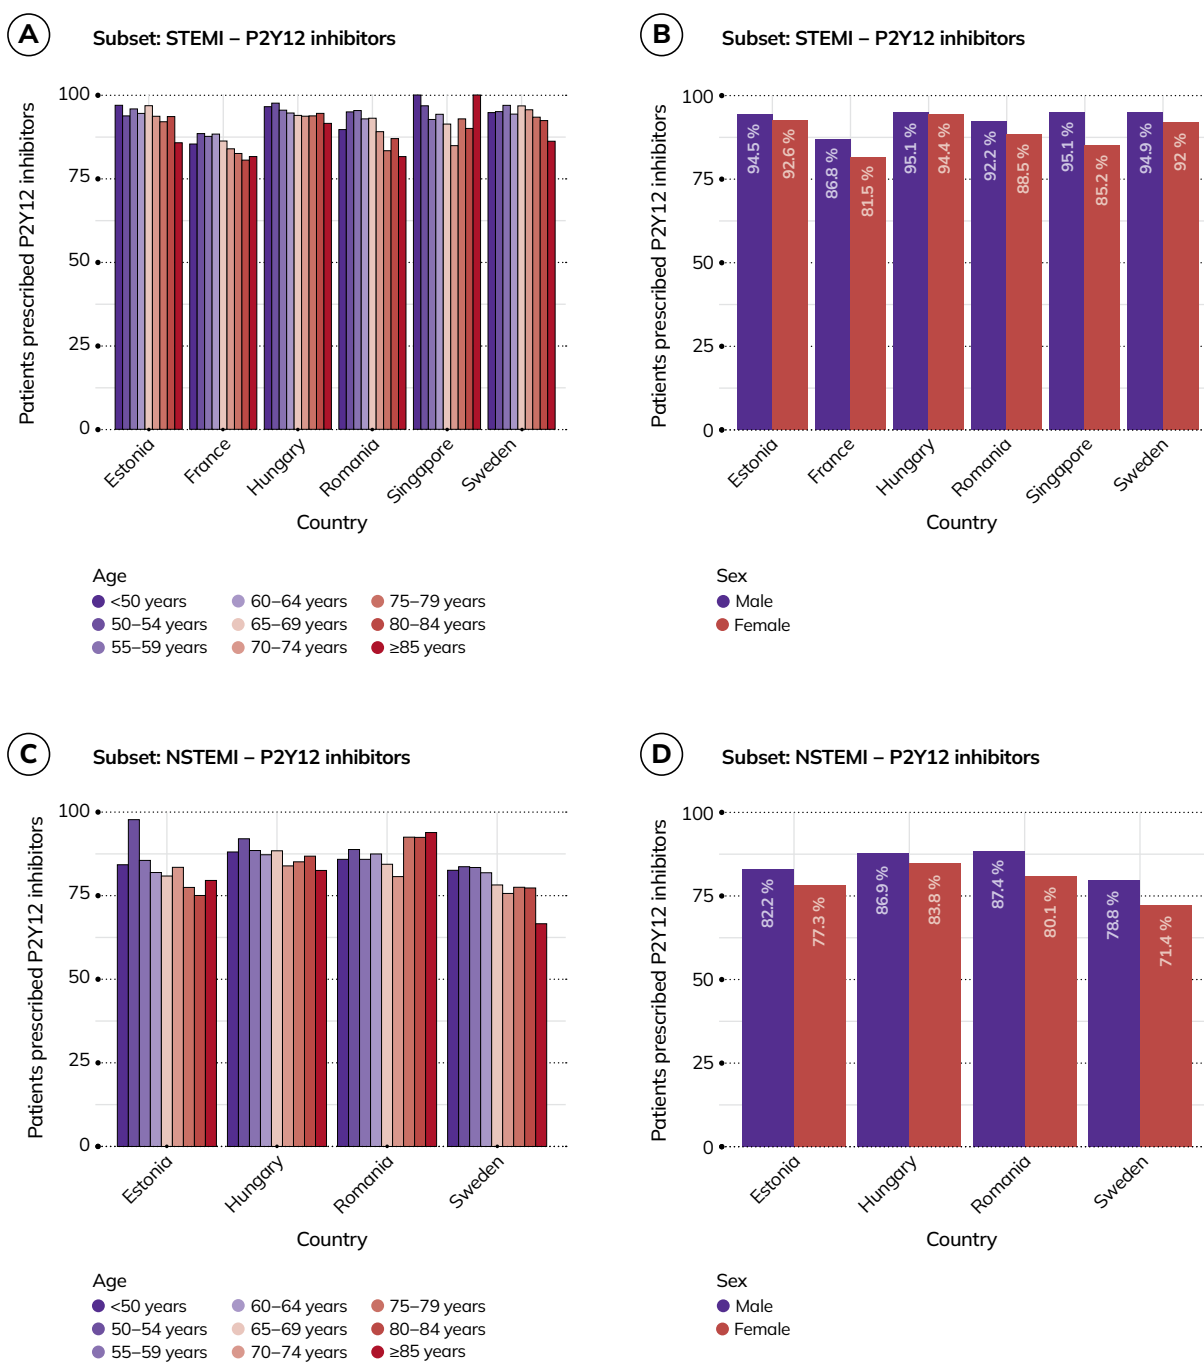 A
Subset: STEMI – P2Y12 inhibitors
Patients prescribed P2Y12 inhibitors
100
75
50
25
0
Estonia
France
Hungary
Romania
Singapore
Sweden
Country
Age
<50 years
50–54 years
55–59 years
60–64 years
65–69 years
70–74 years
75–79 years
80–84 years
≥85 years
B
Subset: STEMI – P2Y12 inhibitors
Patients prescribed P2Y12 inhibitors
100
75
50
25
0
94.5 %
92.6 %
86.8 %
81.5 %
95.1 %
94.4 %
92.2 %
88.5 %
95.1 %
85.2 %
94.9 %
92 %
Estonia
France
Hungary
Romania
Singapore
Sweden
Country
Sex
Male
Female
C
Subset: NSTEMI – P2Y12 inhibitors
Patients prescribed P2Y12 inhibitors
100
75
50
25
0
Estonia
Hungary
Romania
Sweden
Country
Age
<50 years
50–54 years
55–59 years
60–64 years
65–69 years
70–74 years
75–79 years
80–84 years
≥85 years
D
Subset: NSTEMI – P2Y12 inhibitors
Patients prescribed P2Y12 inhibitors
100
75
50
25
0
82.2 %
77.3 %
86.9 %
83.8 %
87.4 %
80.1 %
78.8 %
71.4 %
Estonia
Hungary
Romania
Sweden
Country
Sex
Male
Female